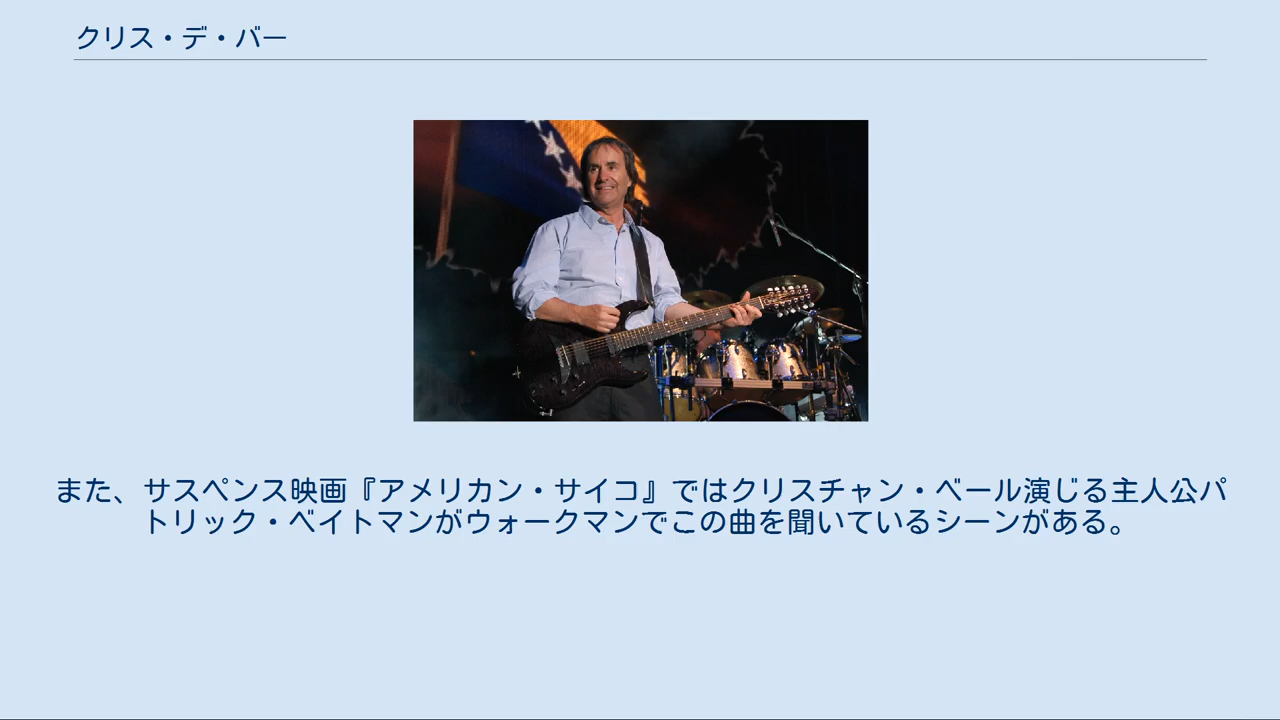 クリス・デ・バー
また、サスペンス映画『アメリカン・サイコ』ではクリスチャン・ベール演じる主人公パ
トリック・ベイトマンがウォークマンでこの曲を聞いているシーンがある。